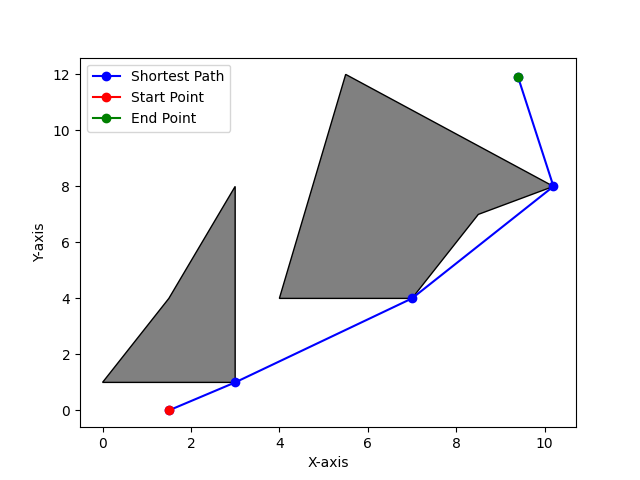 Shortest Path
Start Point
End Point
12
10
8
6
4
2
0
Y-axis
0 2 4 6 8 10
X-axis